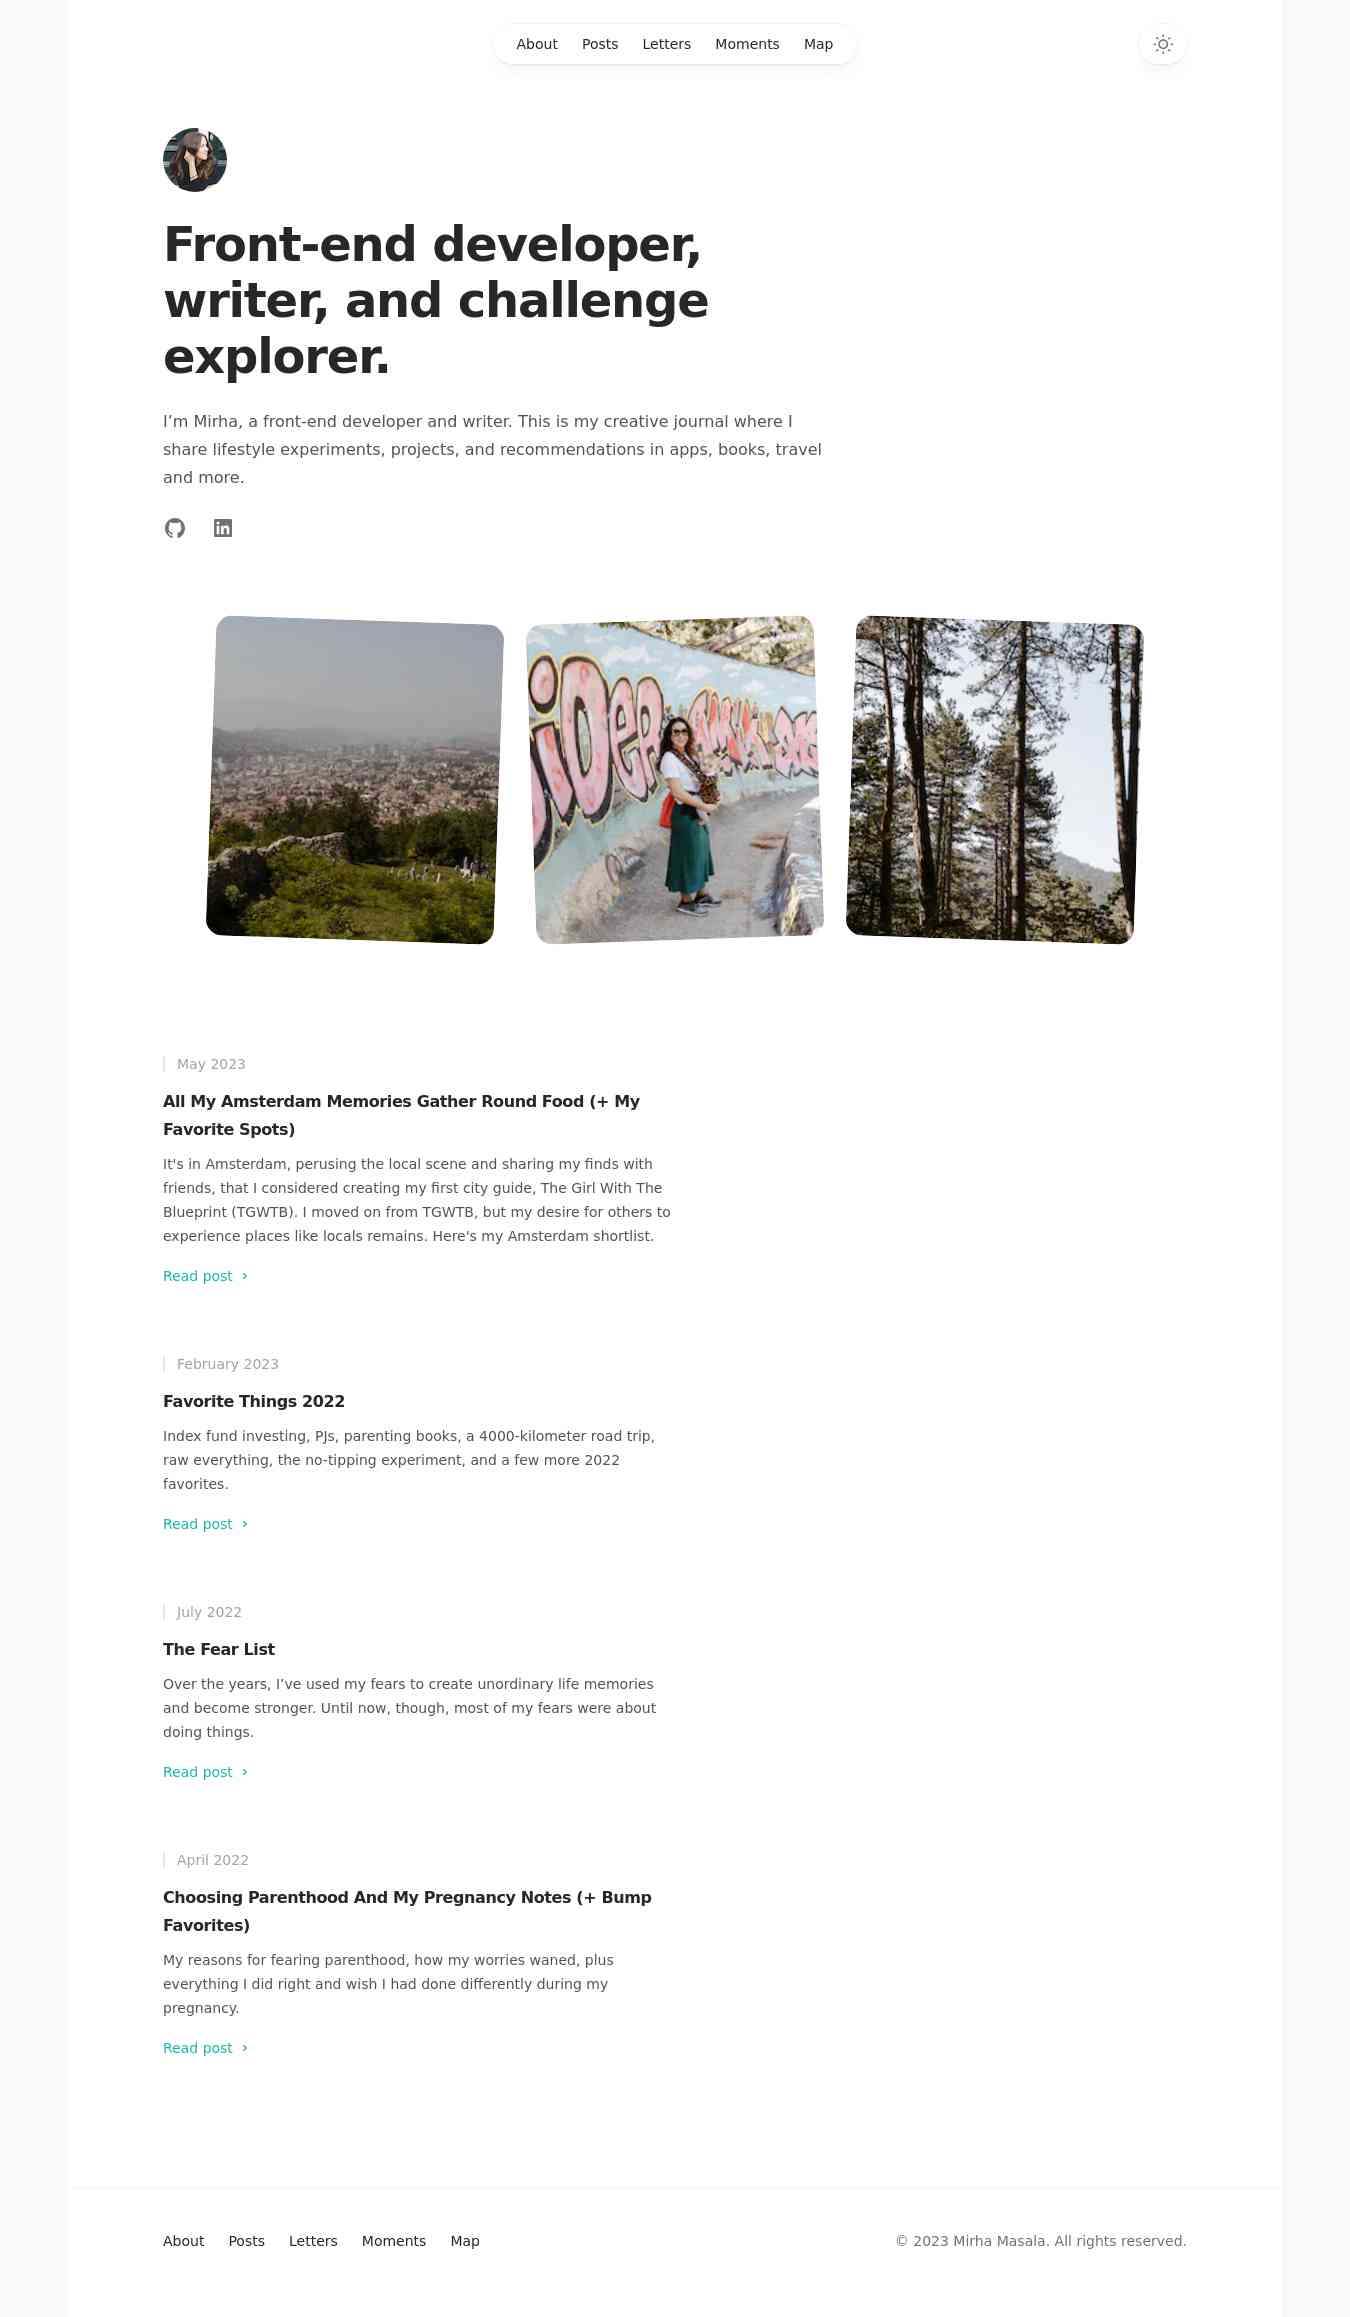 About Posts Letters Moments Map
Front-end developer,
writer, and challenge
explorer.
I’m Mirha, a front-end developer and writer. This is my creative journal where I
share lifestyle experiments, projects, and recommendations in apps, books, travel
and more.
May 2023
All My Amsterdam Memories Gather Round Food (+ My
Favorite Spots)
It's in Amsterdam, perusing the local scene and sharing my finds with
friends, that I considered creating my first city guide, The Girl With The
Blueprint (TGWTB). I moved on from TGWTB, but my desire for others to
experience places like locals remains. Here's my Amsterdam shortlist.
Read post
February 2023
Favorite Things 2022
Index fund investing, PJs, parenting books, a 4000-kilometer road trip,
raw everything, the no-tipping experiment, and a few more 2022
favorites.
Read post
July 2022
The Fear List
Over the years, I’ve used my fears to create unordinary life memories
and become stronger. Until now, though, most of my fears were about
doing things.
Read post
April 2022
Choosing Parenthood And My Pregnancy Notes (+ Bump
Favorites)
My reasons for fearing parenthood, how my worries waned, plus
everything I did right and wish I had done differently during my
pregnancy.
Read post
About Posts Letters Moments Map
© 2023 Mirha Masala. All rights reserved.